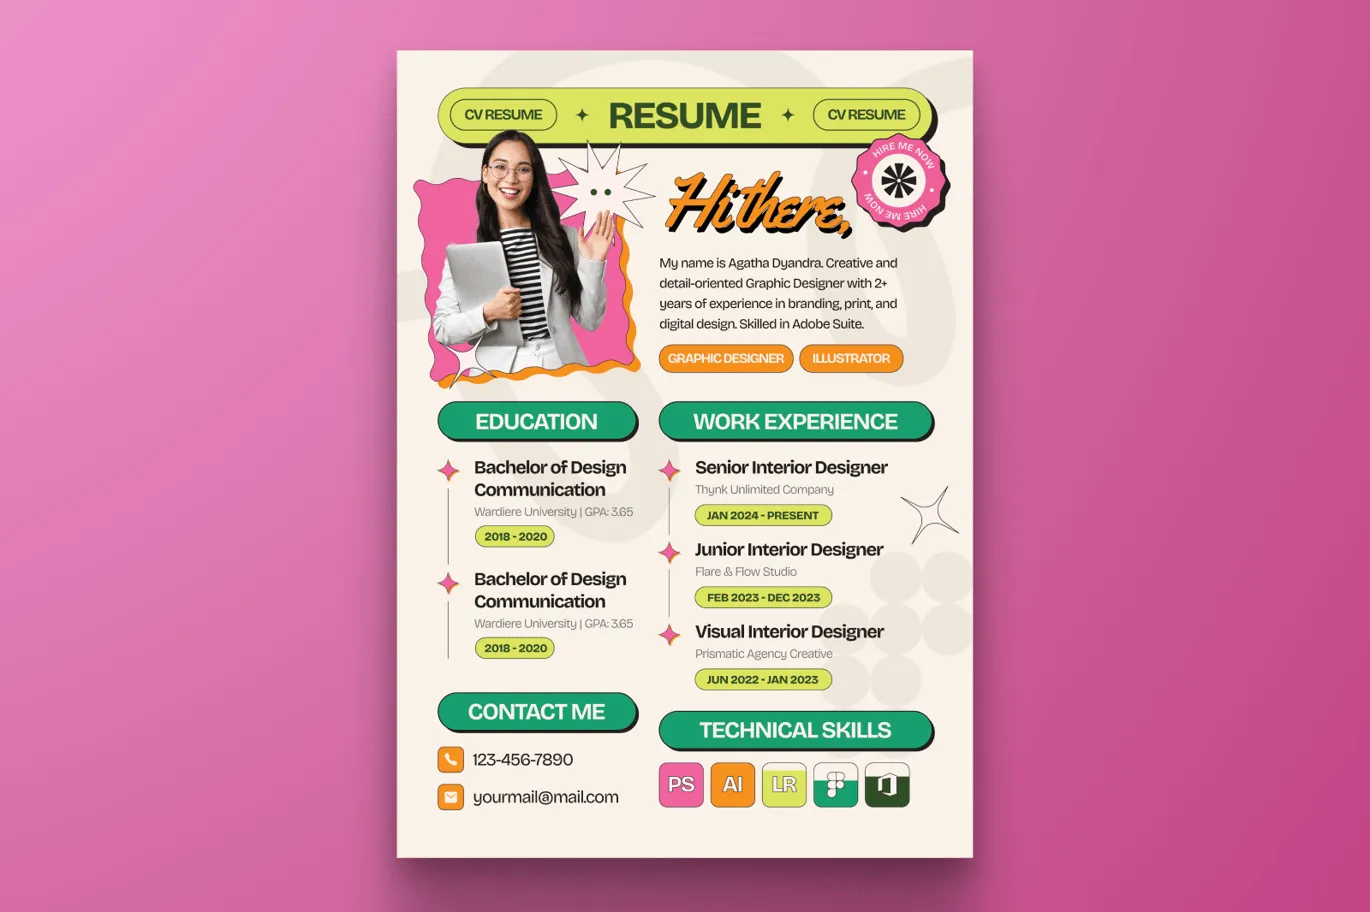 CV RESUME
RESUME
CV RESUME
HIRE ME NOW
HIRE ME NOW
Hi there,
My name is Agatha Dyandra. Creative and
detail-oriented Graphic Designer with 2+
years of experience in branding, print, and
digital design. Skilled in Adobe Suite.
GRAPHIC DESIGNER
ILLUSTRATOR
EDUCATION
Bachelor of Design
Communication
Wardiere University | GPA: 3.65
2018 - 2020
Bachelor of Design
Communication
Wardiere University | GPA: 3.65
2018 - 2020
CONTACT ME
123-456-7890
yourmail@mail.com
WORK EXPERIENCE
Senior Interior Designer
Thynk Unlimited Company
JAN 2024 - PRESENT
Junior Interior Designer
Flare & Flow Studio
FEB 2023 - DEC 2023
Visual Interior Designer
Prismatic Agency Creative
JUN 2022 - JAN 2023
TECHNICAL SKILLS
PS
AI
LR